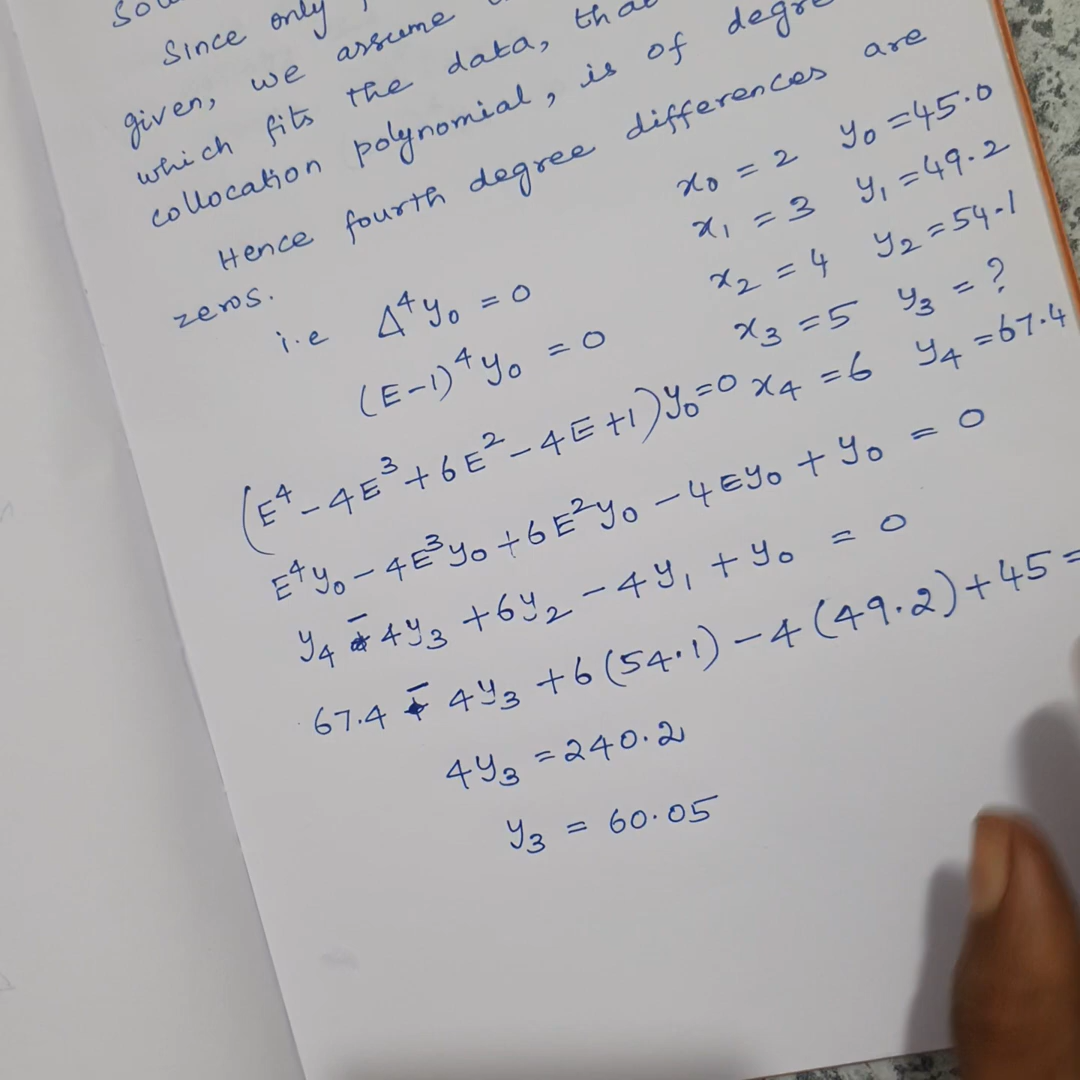 Since only
given, we assume
which fits the data, that
collocation polynomial, is of degre
Hence fourth degree differences are
zeros.
x₀ = 2 y₀ = 45.0
x₁ = 3 y₁ = 49.2
x₂ = 4 y₂ = 54.1
x₃ = 5 y₃ = ?
x₄ = 6 y₄ = 67.4
i.e Δ⁴y₀ = 0
(E-1)⁴y₀ = 0
(E⁴ - 4E³ + 6E² - 4E + 1) y₀ = 0
E⁴y₀ - 4E³y₀ + 6E²y₀ - 4Ey₀ + y₀ = 0
y₄ - 4y₃ + 6y₂ - 4y₁ + y₀ = 0
67.4 - 4y₃ + 6(54.1) - 4(49.2) + 45 =
4y₃ = 240.2
y₃ = 60.05